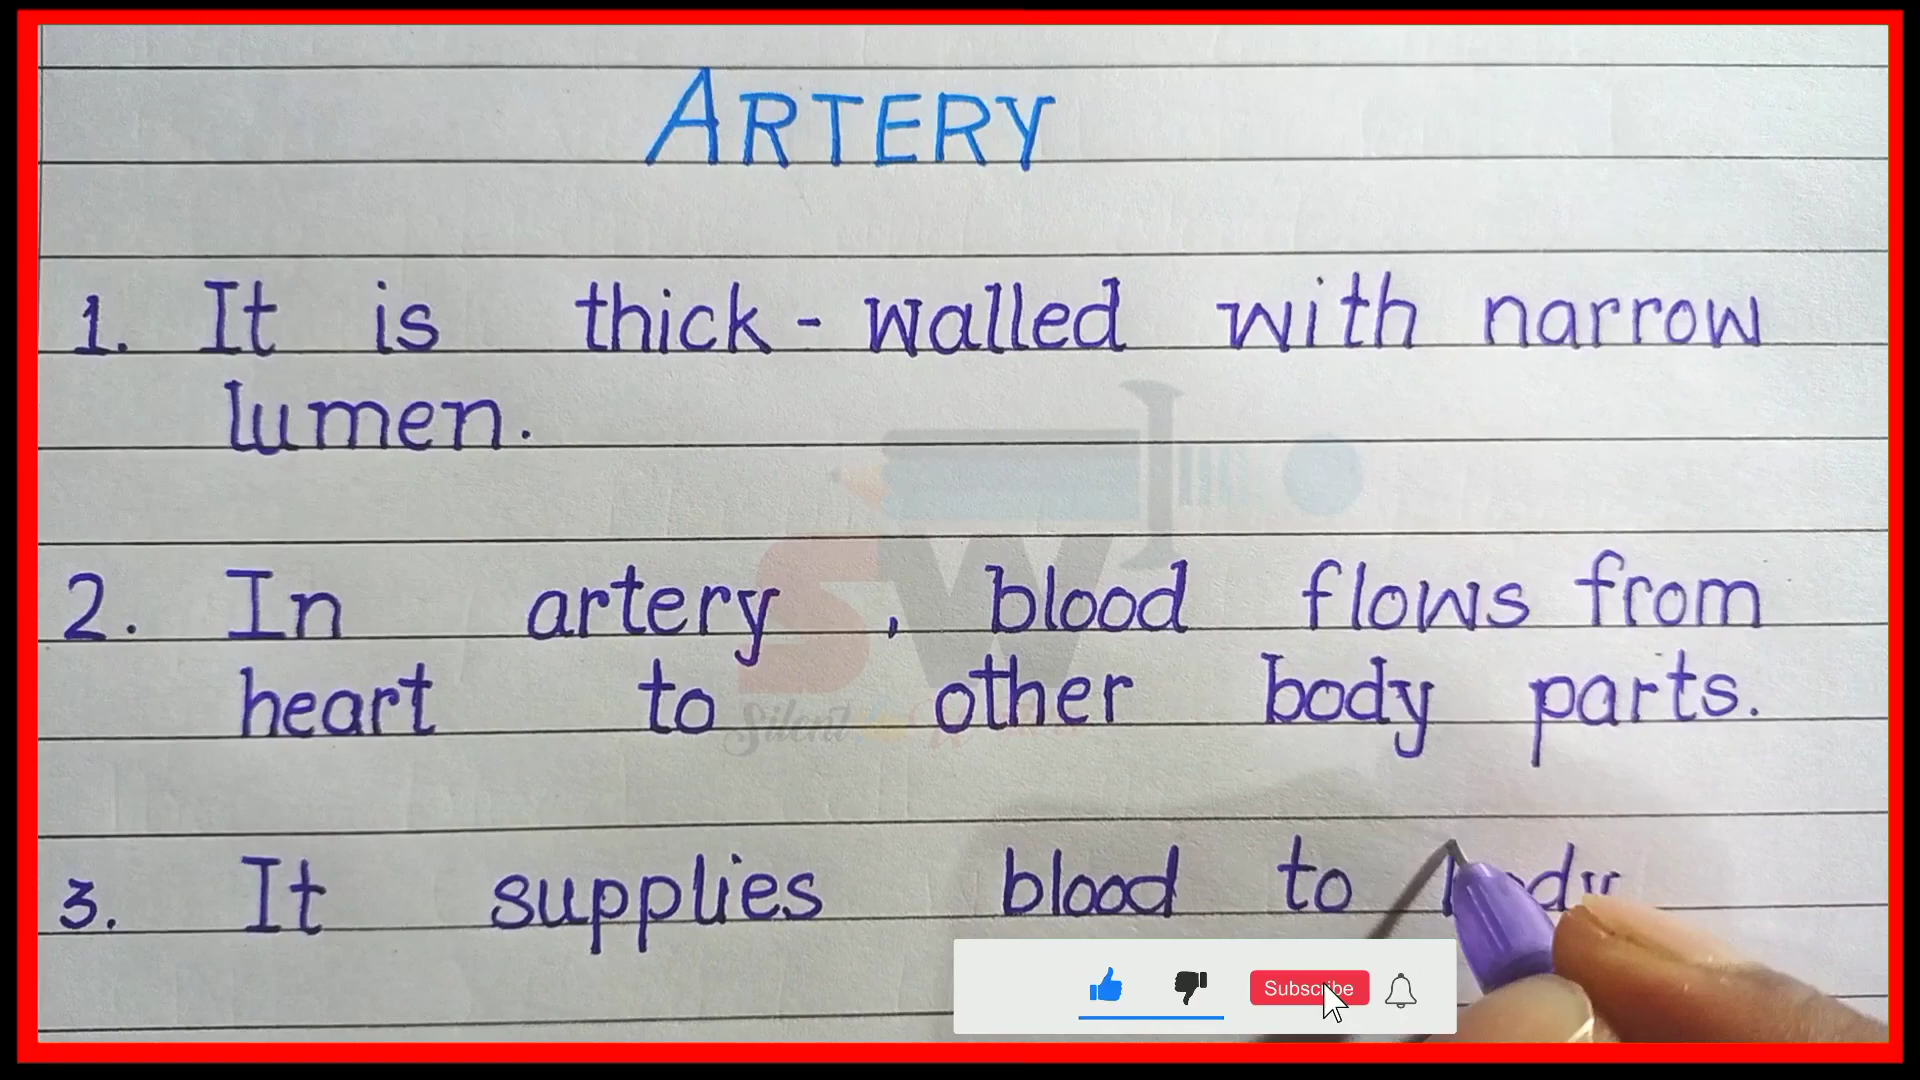 ARTERY
1. It is thick-walled with narrow
lumen.
2. In artery, blood flows from
heart to other body parts.
3. It supplies blood to body
Subscribe